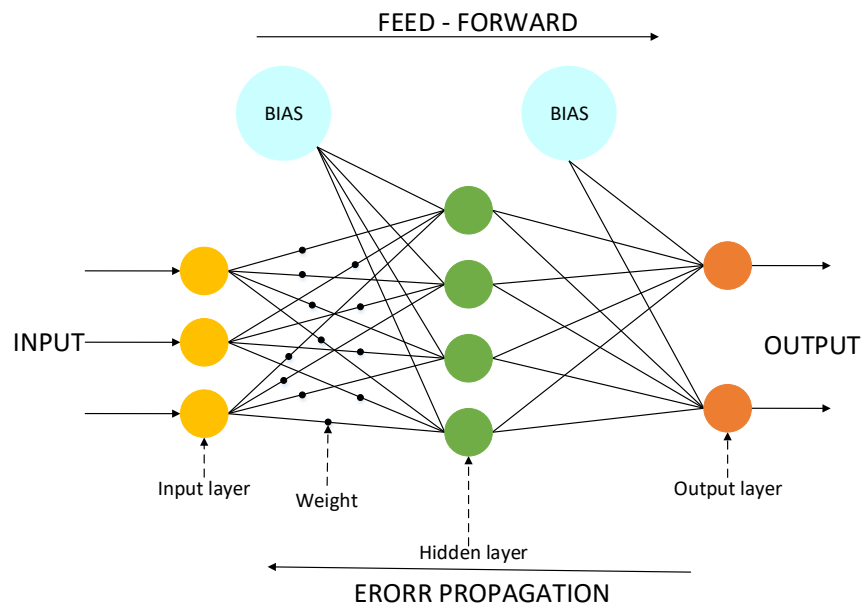 FEED - FORWARD
BIAS
BIAS
INPUT
OUTPUT
Input layer
Weight
Output layer
Hidden layer
ERORR PROPAGATION